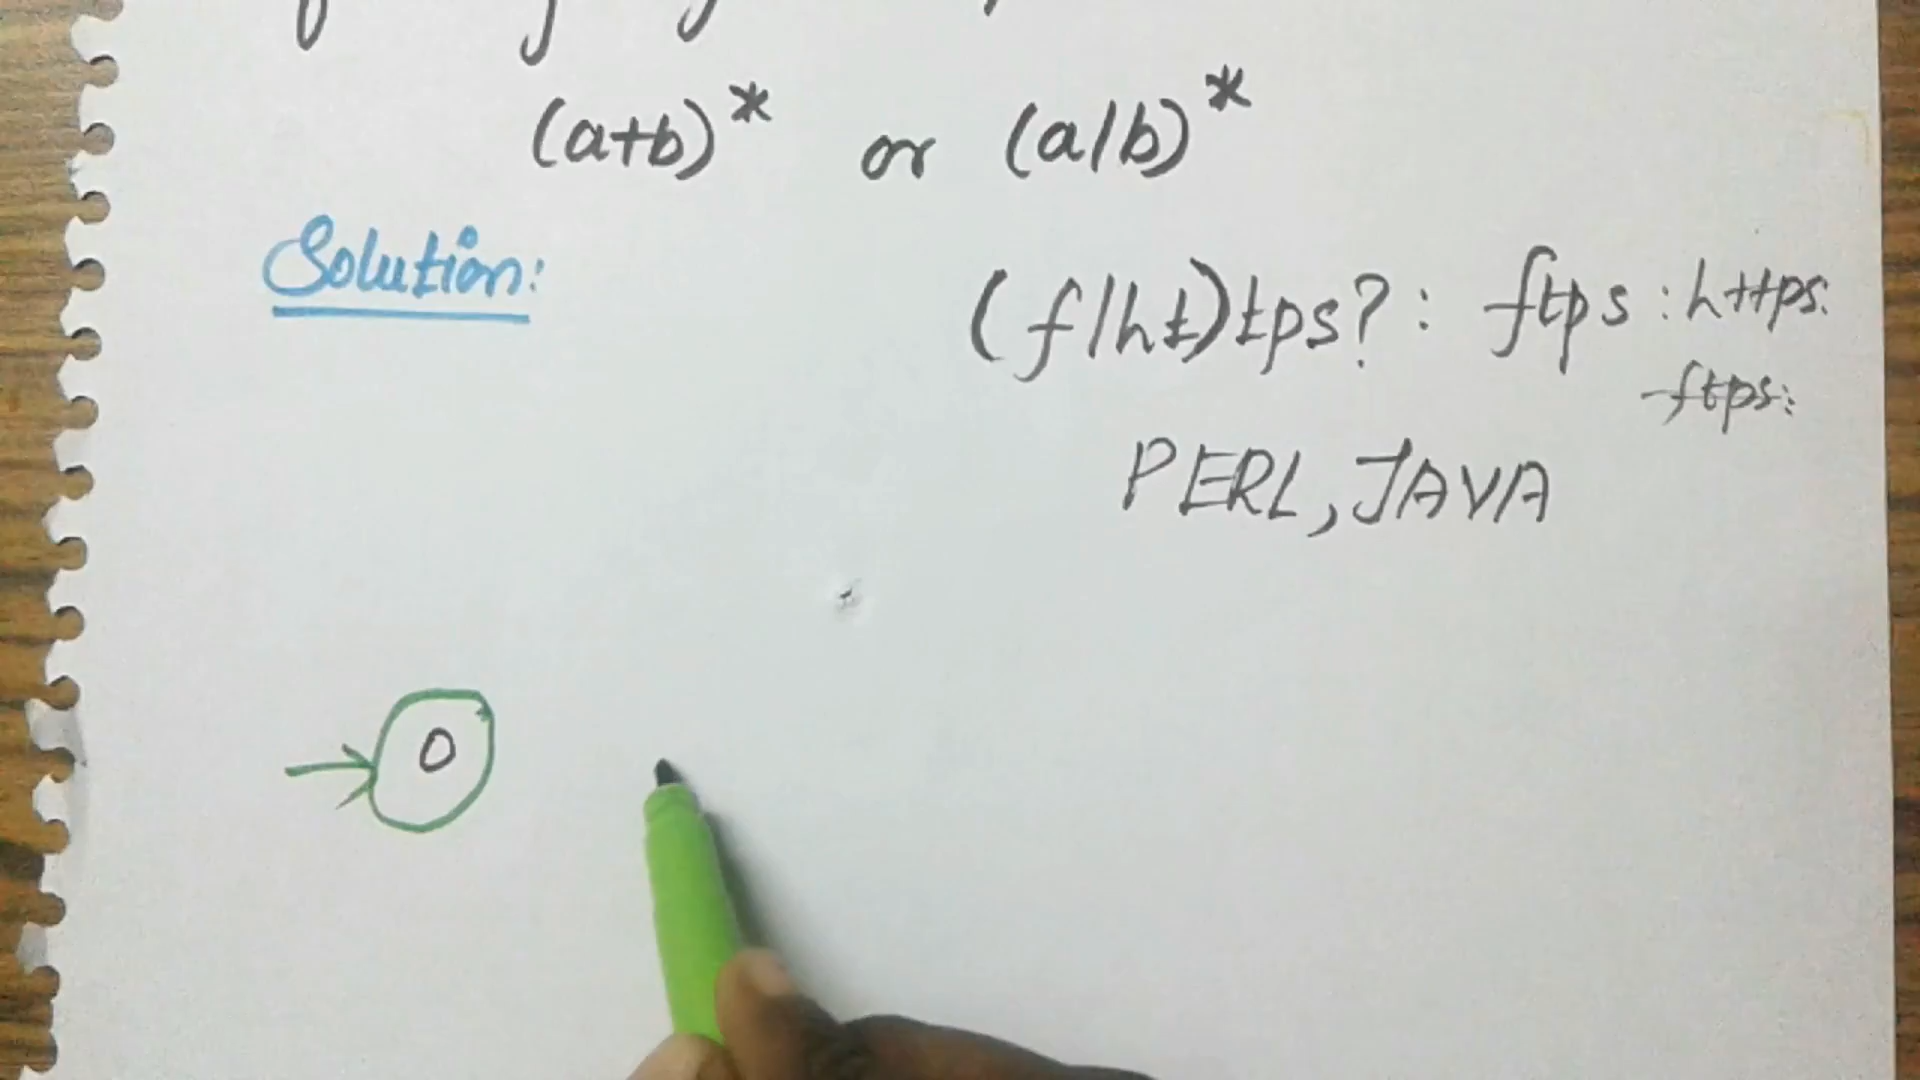 (a+b)* or (a/b)*
Solution:
(f/ht)tps?: ftps: https:
ftps:
PERL, JAVA
0